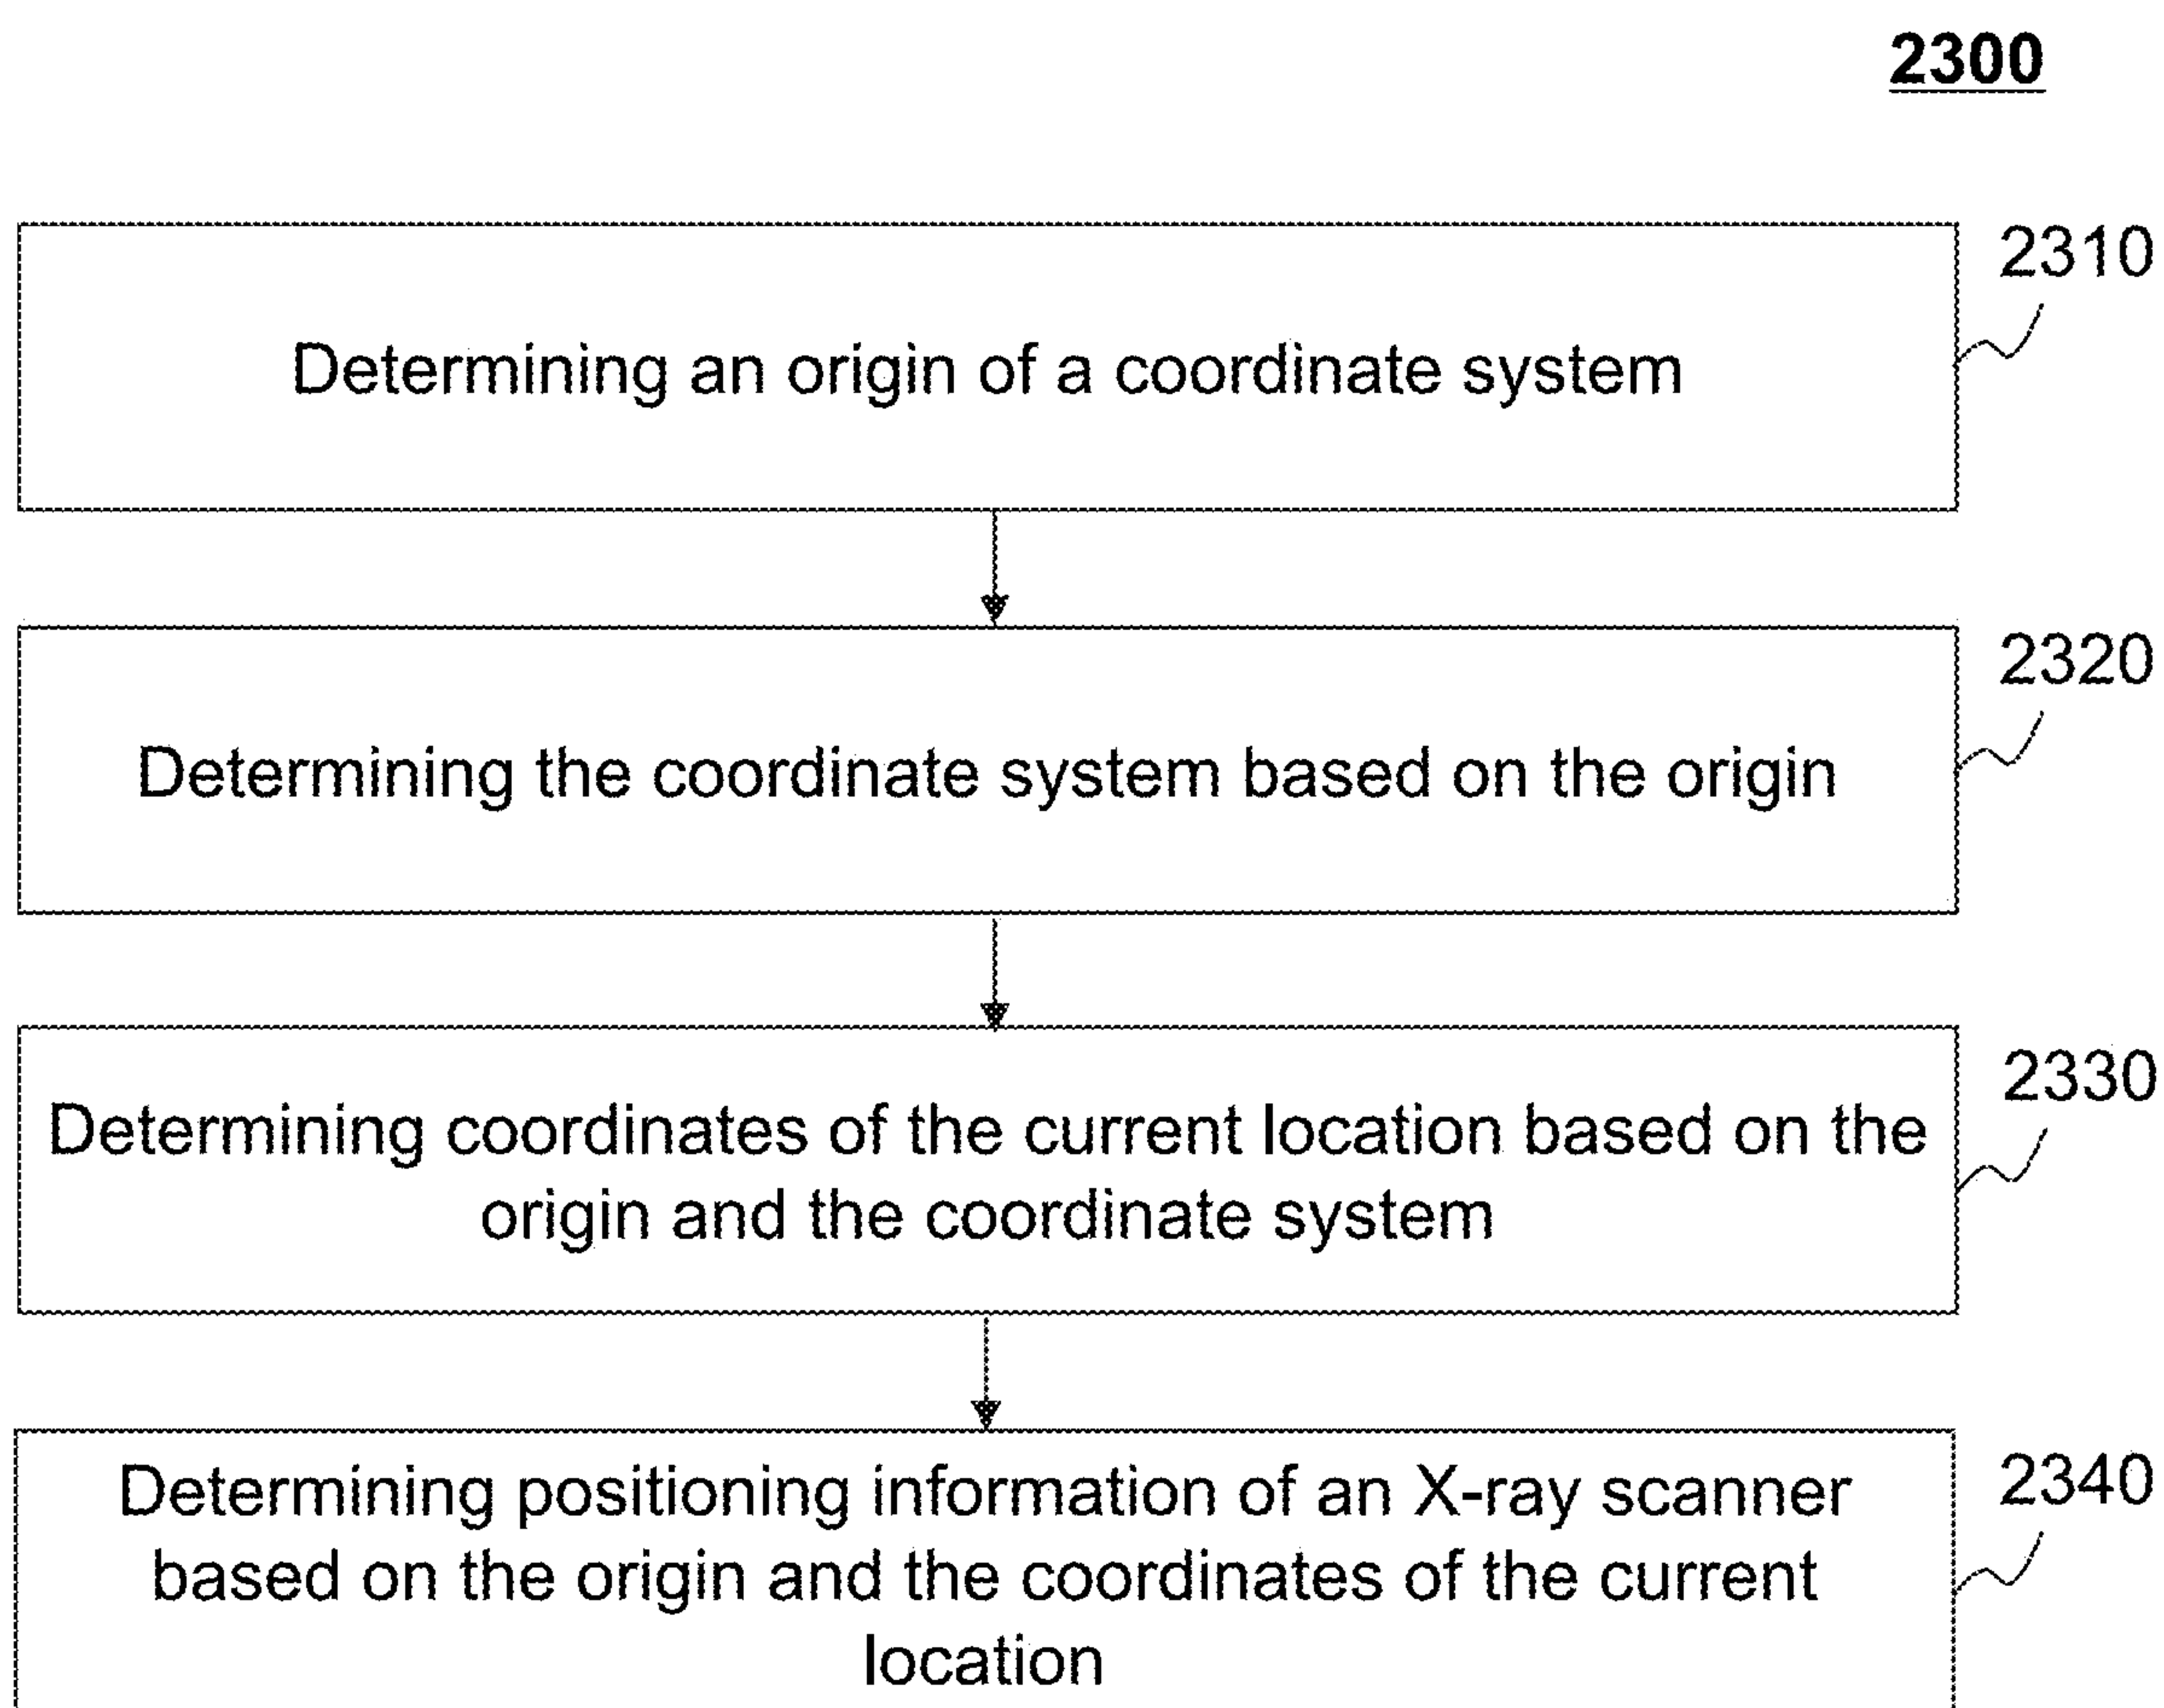 2300
2310
Determining an origin of a coordinate system
2320
Determining the coordinate system based on the origin
2330
Determining coordinates of the current location based on the
origin and the coordinate system
2340
Determining positioning information of an X-ray scanner
based on the origin and the coordinates of the current
location